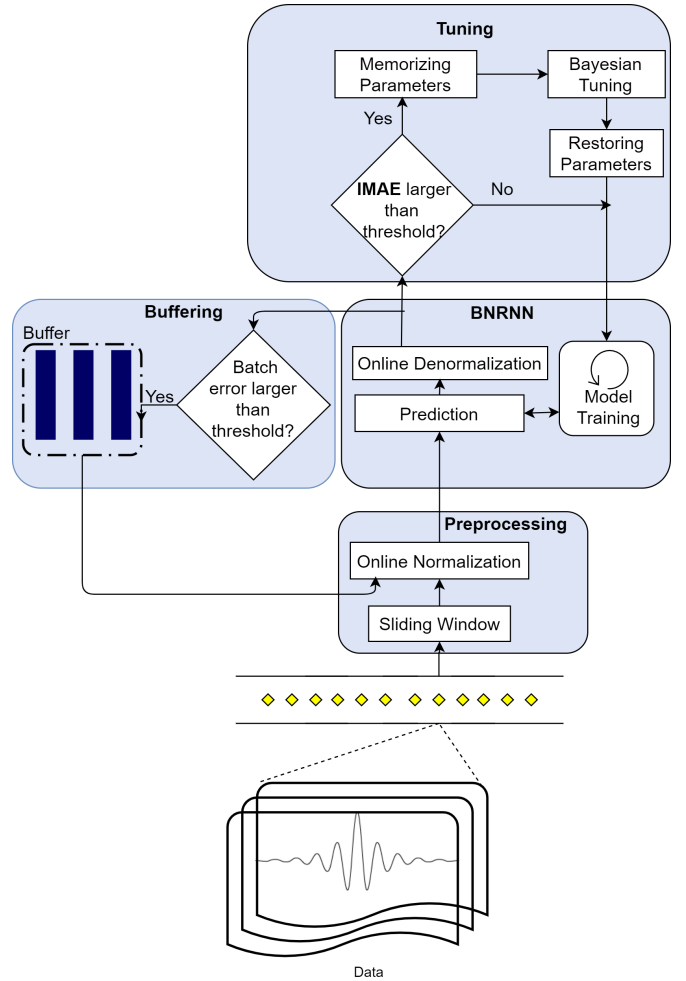 Tuning
Memorizing
Parameters
Bayesian
Tuning
Yes
Restoring
Parameters
IMAE larger
than
threshold?
No
Buffering
Buffer
Batch
error larger
than
threshold?
Yes
BNRNN
Online Denormalization
Prediction
Model
Training
Preprocessing
Online Normalization
Sliding Window
Data